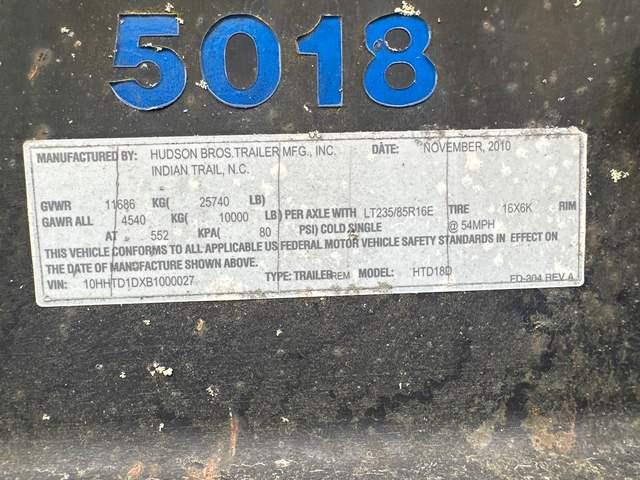 5018
MANUFACTURED BY: HUDSON BROS.TRAILER MFG., INC. DATE: NOVEMBER, 2010
INDIAN TRAIL, N.C.
GVWR 11686 KG( 25740 LB)
GAWR ALL 4540 KG( 10000 LB) PER AXLE WITH LT235/85R16E TIRE 16X6K RIM
AT 552 KPA( 80 PSI) COLD SINGLE @ 54MPH
THIS VEHICLE CONFORMS TO ALL APPLICABLE US FEDERAL MOTOR VEHICLE SAFETY STANDARDS IN EFFECT ON
THE DATE OF MANUFACTURE SHOWN ABOVE.
VIN: 10HHTD1DXB1000027 TYPE: TRAILER REM MODEL: HTD18D FD-304 REV A